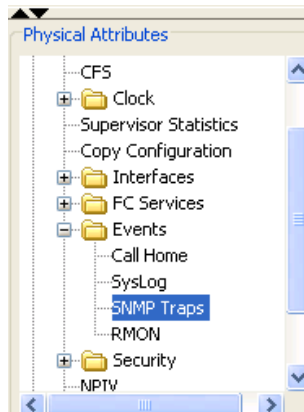 Physical Attributes
CFS
Clock
Supervisor Statistics
Copy Configuration
Interfaces
FC Services
Events
Call Home
SysLog
SNMP Traps
RMON
Security
NPIV